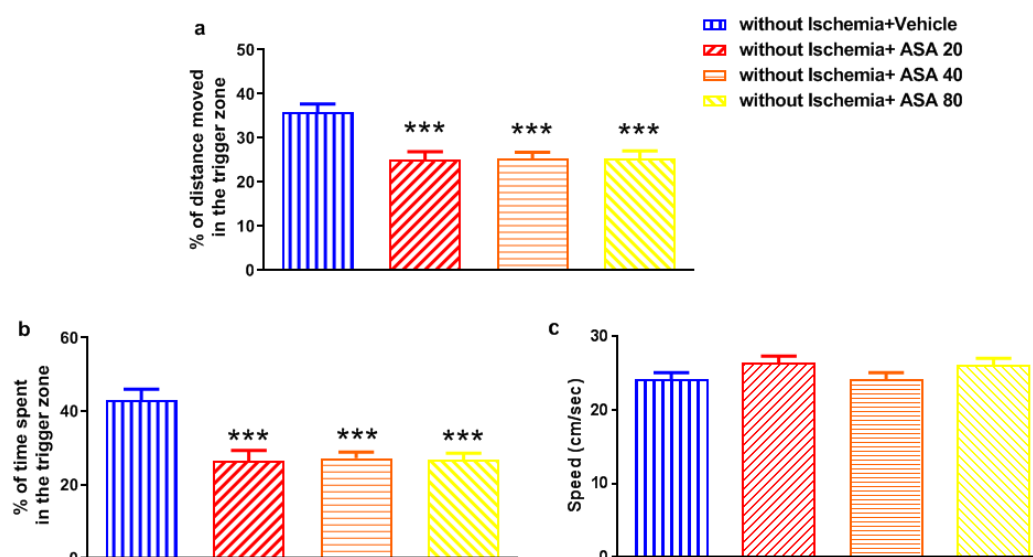 a
without Ischemia+Vehicle
without Ischemia+ ASA 20
without Ischemia+ ASA 40
without Ischemia+ ASA 80
% of distance moved
in the trigger zone
50
40
30
20
10
0
***
***
***
b
% of time spent
in the trigger zone
60
40
20
0
***
***
***
c
Speed (cm/sec)
30
20
10
0